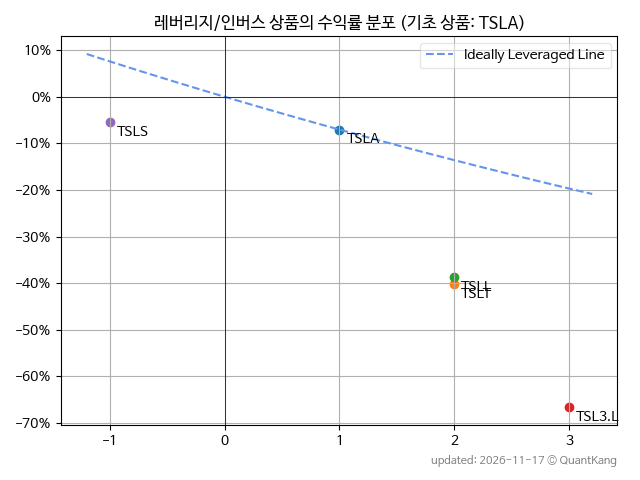 레버리지/인버스 상품의 수익률 분포 (기초 상품: TSLA)
Ideally Leveraged Line
10%
0%
−10%
−20%
−30%
−40%
−50%
−60%
−70%
TSLS
TSLA
TSLL
TSLT
TSL3.L
−1
0
1
2
3
updated: 2026-11-17 © QuantKang